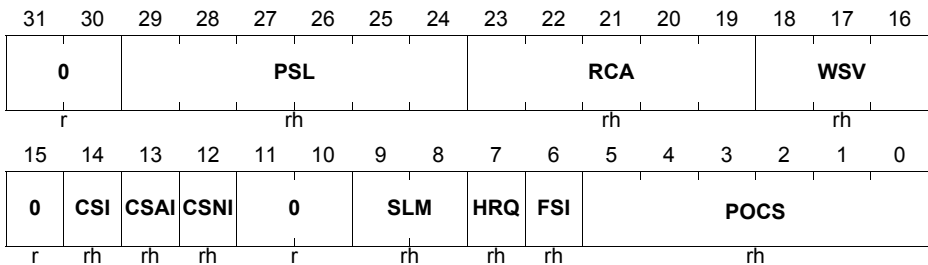 31 30 29 28 27 26 25 24 23 22 21 20 19 18 17 16
0 PSL RCA WSV
r rh rh rh
15 14 13 12 11 10 9 8 7 6 5 4 3 2 1 0
0 CSI CSAI CSNI 0 SLM HRQ FSI POCS
r rh rh rh r rh rh rh rh